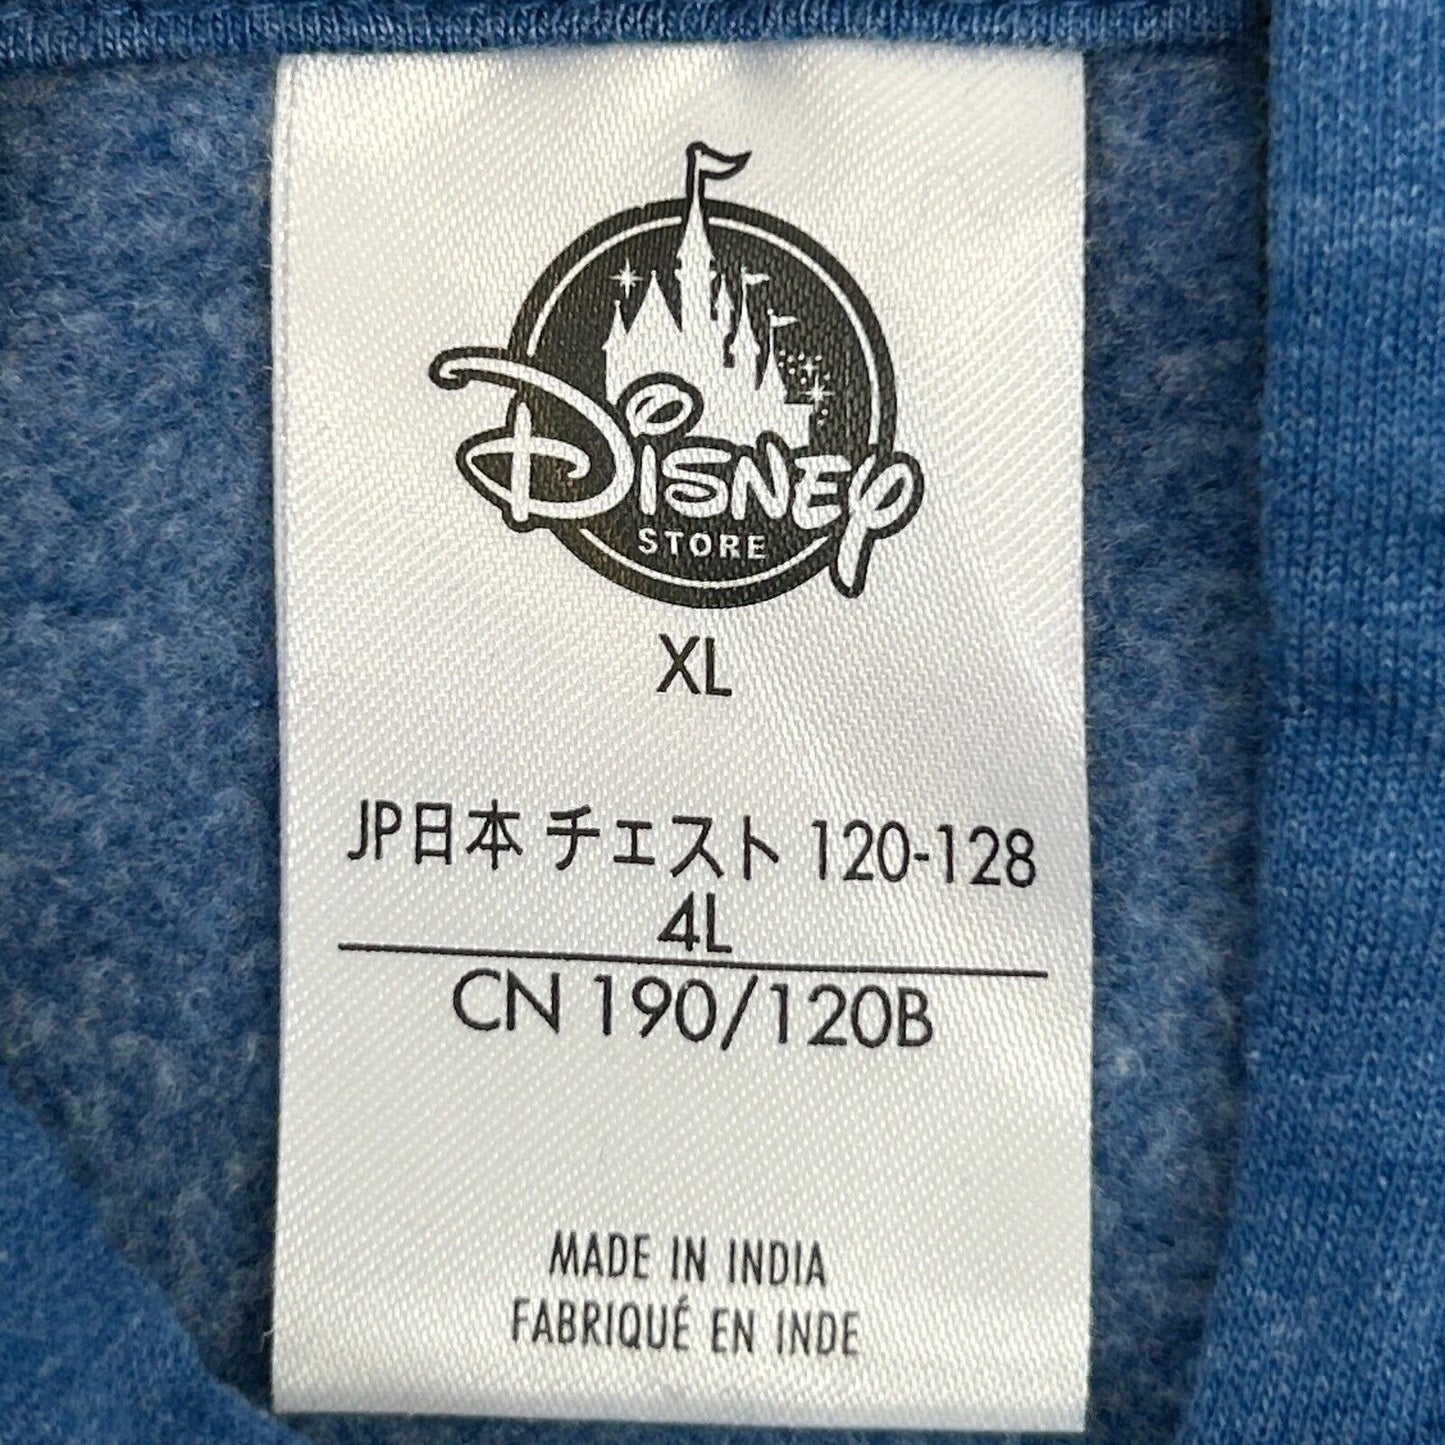 Disney
STORE
XL
JP日本 チェスト 120-128
4L
CN 190/120B
MADE IN INDIA
FABRIQUÉ EN INDE